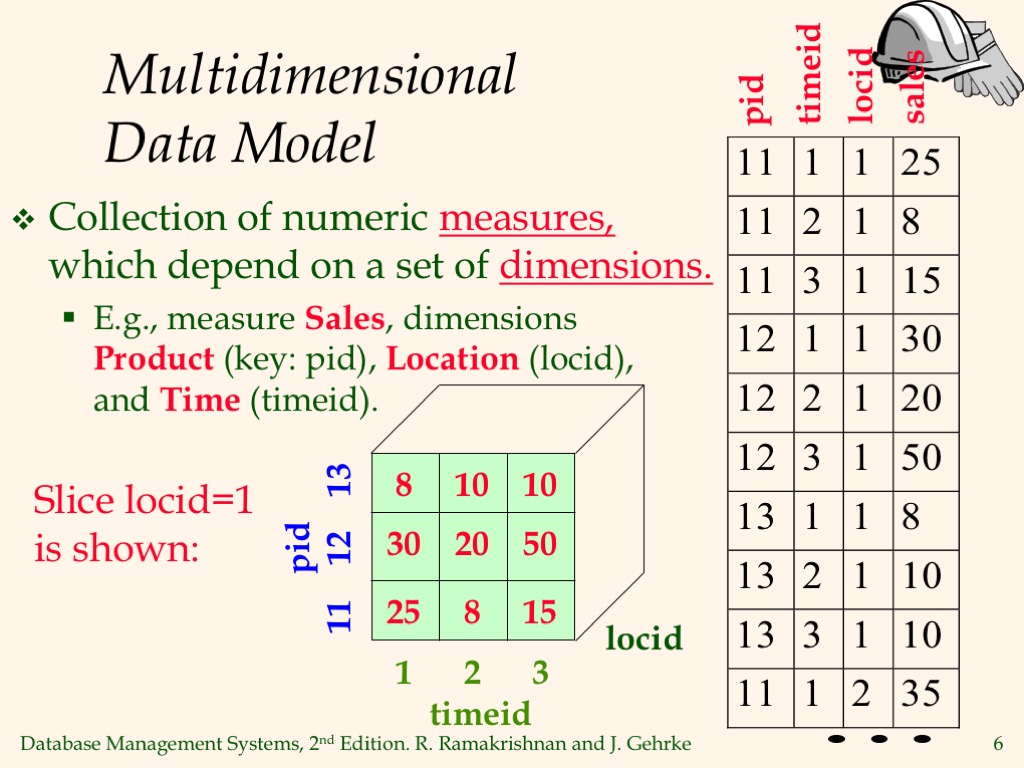 Multidimensional
Data Model
❖ Collection of numeric measures,
which depend on a set of dimensions.
▪ E.g., measure Sales, dimensions
Product (key: pid), Location (locid),
and Time (timeid).
Slice locid=1
is shown:
pid
13
12
11
8 10 10
30 20 50
25 8 15
1 2 3
timeid
locid
pid timeid locid sales
11 1 1 25
11 2 1 8
11 3 1 15
12 1 1 30
12 2 1 20
12 3 1 50
13 1 1 8
13 2 1 10
13 3 1 10
11 1 2 35
• • •
Database Management Systems, 2nd Edition. R. Ramakrishnan and J. Gehrke
6